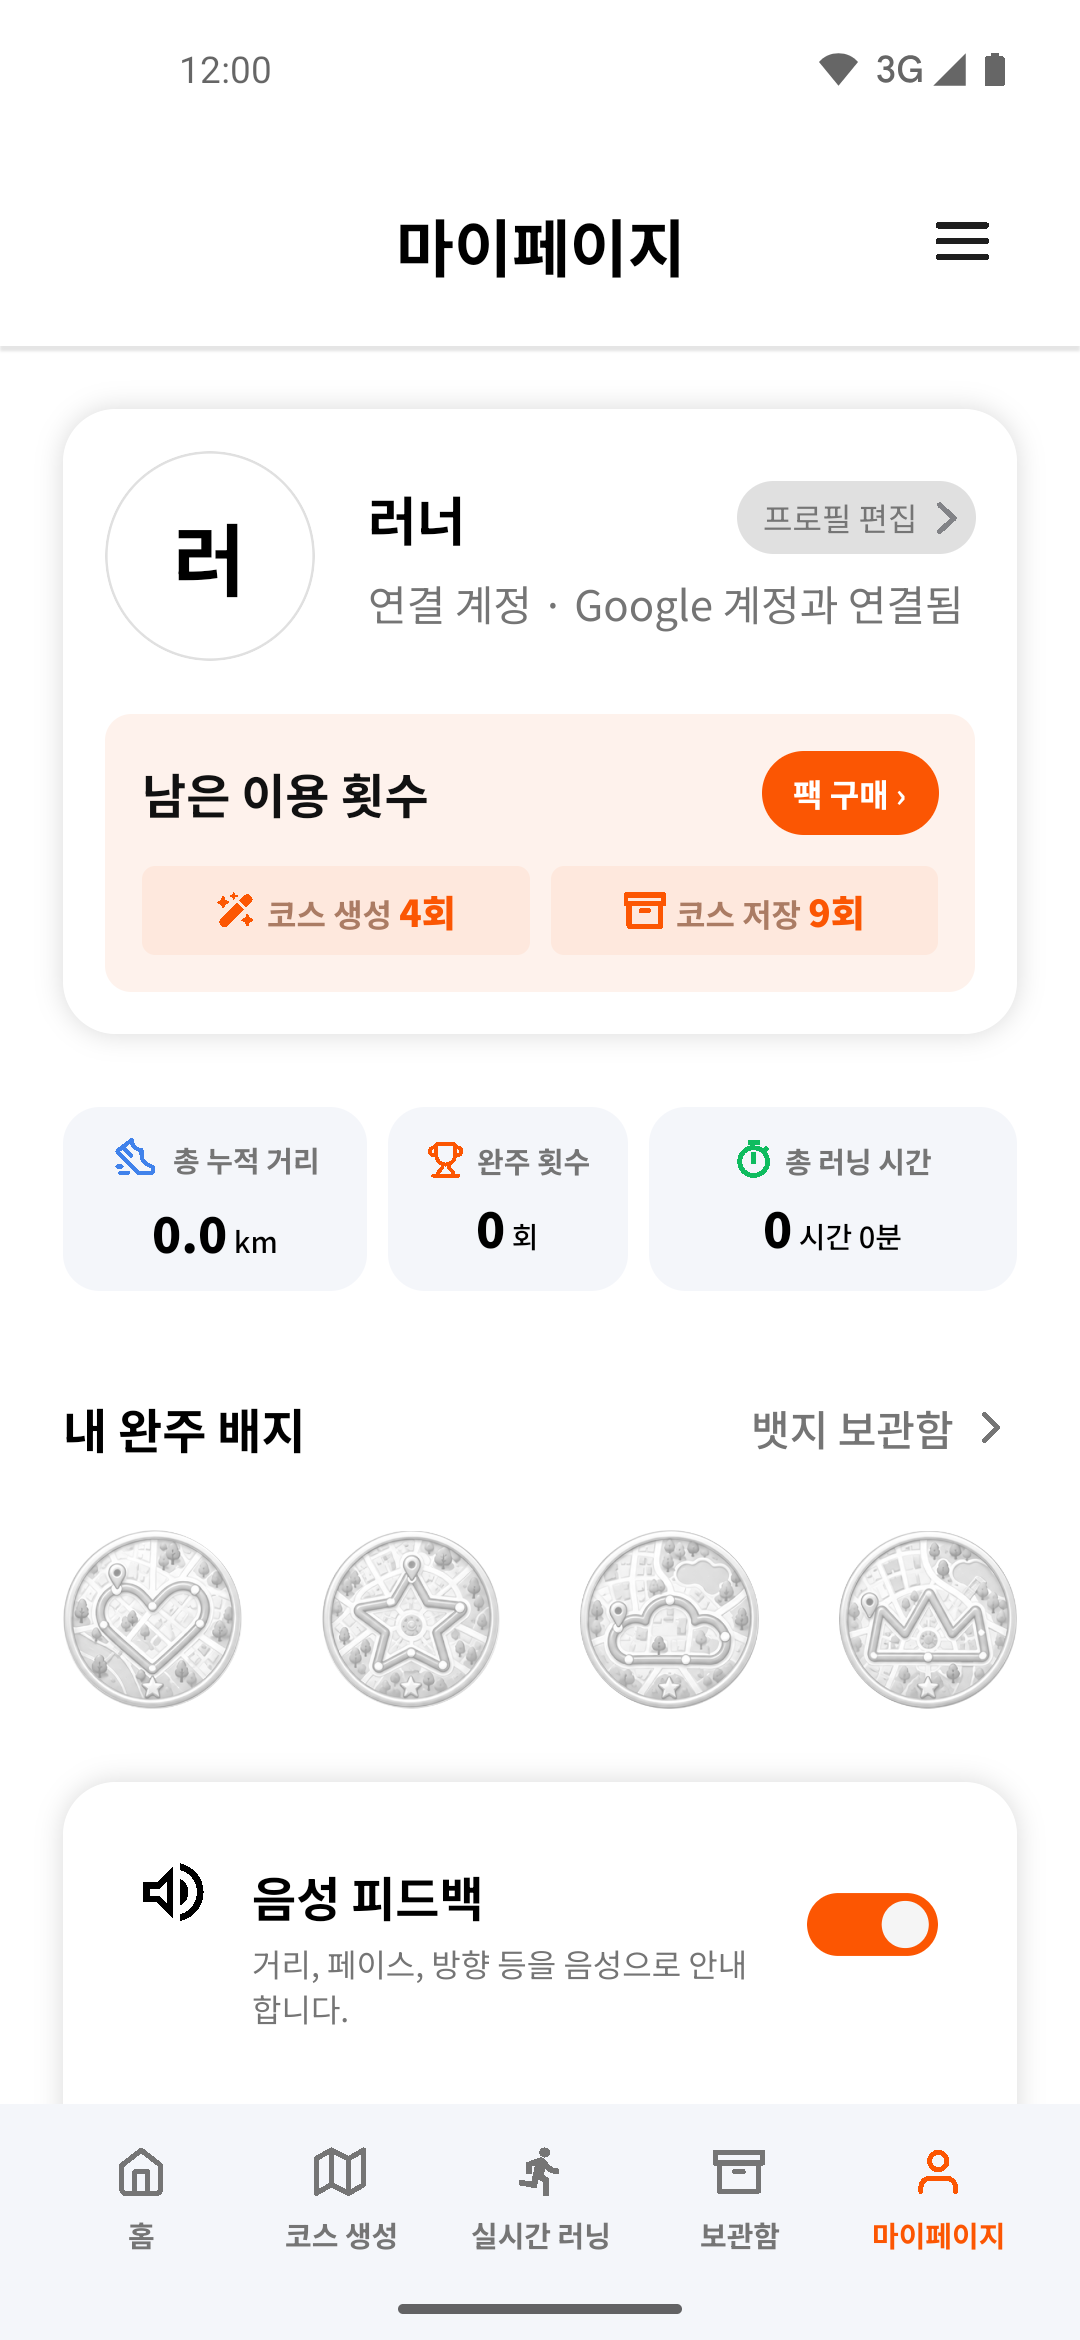 12:00 3G
마이페이지
러
러너
프로필 편집
연결 계정 · Google 계정과 연결됨
남은 이용 횟수
팩 구매 ›
코스 생성 4회
코스 저장 9회
총 누적 거리
0.0 km
완주 횟수
0 회
총 러닝 시간
0 시간 0분
내 완주 배지
뱃지 보관함
음성 피드백
거리, 페이스, 방향 등을 음성으로 안내
합니다.
홈
코스 생성
실시간 러닝
보관함
마이페이지